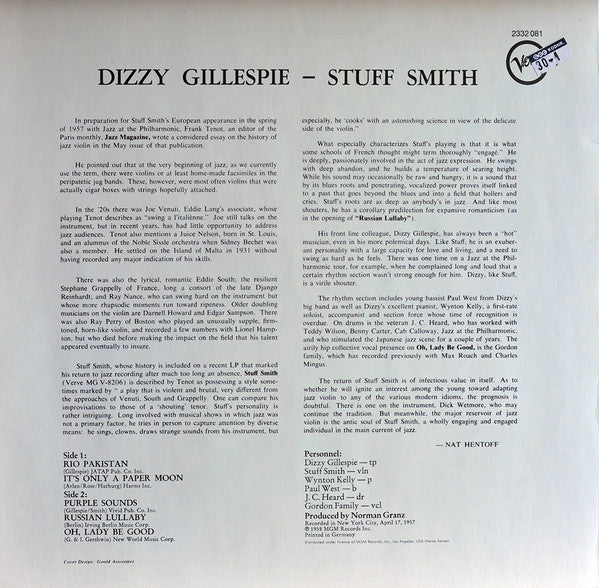 2332 081
Verve
30-1
DIZZY GILLESPIE – STUFF SMITH
In preparation for Stuff Smith's European appearance in the spring
of 1957 with Jazz at the Philharmonic, Frank Tenot, an editor of the
Paris monthly, Jazz Magazine, wrote a considered essay on the history of
jazz violin in the May issue of that publication.
He pointed out that at the very beginning of jazz, as we currently
use the term, there were violins or at least home-made facsimiles in the
peripatetic jug bands. These, however, were most often violins that were
actually cigar boxes with strings hopefully attached.
In the '20s there was Joe Venuti, Eddie Lang's associate, whose
playing Tenot describes as "swing a l'italiènne." Joe still talks on the
instrument, but in recent years, has had little opportunity to address
jazz audiences. Tenot also mentions a Juice Nelson, born in St. Louis,
and an alumnus of the Noble Sissle orchestra when Sidney Bechet was
also a member. He settled on the Island of Malta in 1931 without
having recorded any major indication of his skills.
There was also the lyrical, romantic Eddie South; the resilient
Stephane Grappelly of France, long a consort of the late Django
Reinhardt; and Ray Nance, who can swing hard on the instrument but
whose more rhapsodic moments run toward ripeness. Older doubling
musicians on the violin are Darnell Howard and Edgar Sampson. There
was also Ray Perry of Boston who played an unusually supple, firm-
toned, horn-like violin, and recorded a few numbers with Lionel Hamp-
ton, but who died before making the impact on the field that his talent
appeared eventually to insure.
Stuff Smith, whose history is included on a recent LP that marked
his return to jazz recording after much too long an absence, Stuff Smith
(Verve MG V-8206) is described by Tenot as possessing a style some-
times marked by " a play that is violent and brutal, very different from
the approaches of Venuti, South and Grappelly. One can compare his
improvisations to those of a 'shouting' tenor. Stuff's personality is
rather intriguing. Long involved with musical shows in which jazz was
not a primary factor, he tries in person to capture attention by diverse
means: he sings, clowns, draws strange sounds from his instrument, but
especially, he 'cooks' with an astonishing science in view of the delicate
side of the violin."
What especially characterizes Stuff's playing is that it is what
some schools of French thought might term thoroughly "engagé." He
is deeply, passionately involved in the act of jazz expression. He swings
with deep abandon, and he builds a temperature of searing height.
While his sound may occasionally be raw and hungry, it is a sound that
by its blues roots and penetrating, vocalized power proves itself linked
to a past that goes beyond the blues and into a field that hollers and
cries. Stuff's roots are as deep as anybody's in jazz. And like most
shouters, he has a corollary predilection for expansive romanticism (as
in the opening of "Russian Lullaby").
His front line colleague, Dizzy Gillespie, has always been a "hot"
musician, even in his more polemical days. Like Stuff, he is an exuber-
ant personality with a large capacity for love and living, and a need to
swing as hard as he feels. There was one time on a Jazz at the Phil-
harmonic tour, for example, when he complained long and loud that a
certain rhythm section wasn't strong enough for him. Dizzy, like Stuff,
is a virile shouter.
The rhythm section includes young bassist Paul West from Dizzy's
big band as well as Dizzy's excellent pianist, Wynton Kelly, a first-rate
soloist, accompanist and section force whose time of recognition is
overdue. On drums is the veteran J. C. Heard, who has worked with
Teddy Wilson, Benny Carter, Cab Calloway, Jazz at the Philharmonic,
and who stimulated the Japanese jazz scene for a couple of years. The
airily hip collective vocal presence on Oh, Lady Be Good, is the Gordon
family, which has recorded previously with Max Roach and Charles
Mingus.
The return of Stuff Smith is of infectious value in itself. As to
whether he will ignite an interest among the young toward adapting
jazz violin to any of the various modern idioms, the prognosis is
doubtful. There is one on the instrument, Dick Wetmore, who may
continue the tradition. But meanwhile, the major reservoir of jazz
violin is the antic soul of Stuff Smith, a wholly engaging and engaged
individual in the main current of jazz.
— NAT HENTOFF
Side 1:
RIO PAKISTAN
(Gillespie) JATAP Pub. Co. Inc.
IT'S ONLY A PAPER MOON
(Arlen/Rose/Harburg) Harms Inc.
Side 2:
PURPLE SOUNDS
(Gillespie/Smith) Vivid Pub. Co. Inc.
RUSSIAN LULLABY
(Berlin) Irving Berlin Music Corp.
OH, LADY BE GOOD
(G. & I. Gershwin) New World Music Corp.
Cover Design: Gould Associates
Personnel:
Dizzy Gillespie — tp
Stuff Smith — vln
Wynton Kelly — p
Paul West — b
J. C. Heard — dr
Gordon Family — vcl
Produced by Norman Granz
Recorded in New York City, April 17, 1957
℗ 1958 MGM Records Inc.
Printed in Germany
Distributed under licence of MGM Records, Inc., Los Angeles, USA (Verve Series)